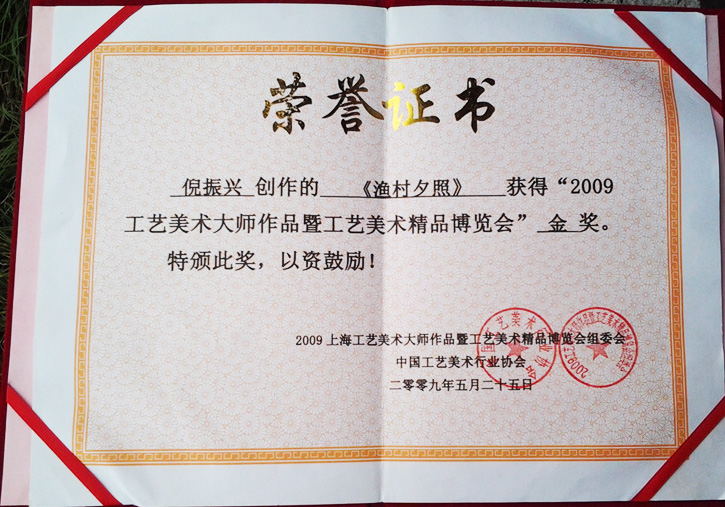 荣誉证书
倪振兴 创作的 《渔村夕照》 获得“2009
工艺美术大师作品暨工艺美术精品博览会”金 奖。
特颁此奖，以资鼓励！
2009 上海工艺美术大师作品暨工艺美术精品博览会组委会
中国工艺美术行业协会
二零零九年五月二十五日